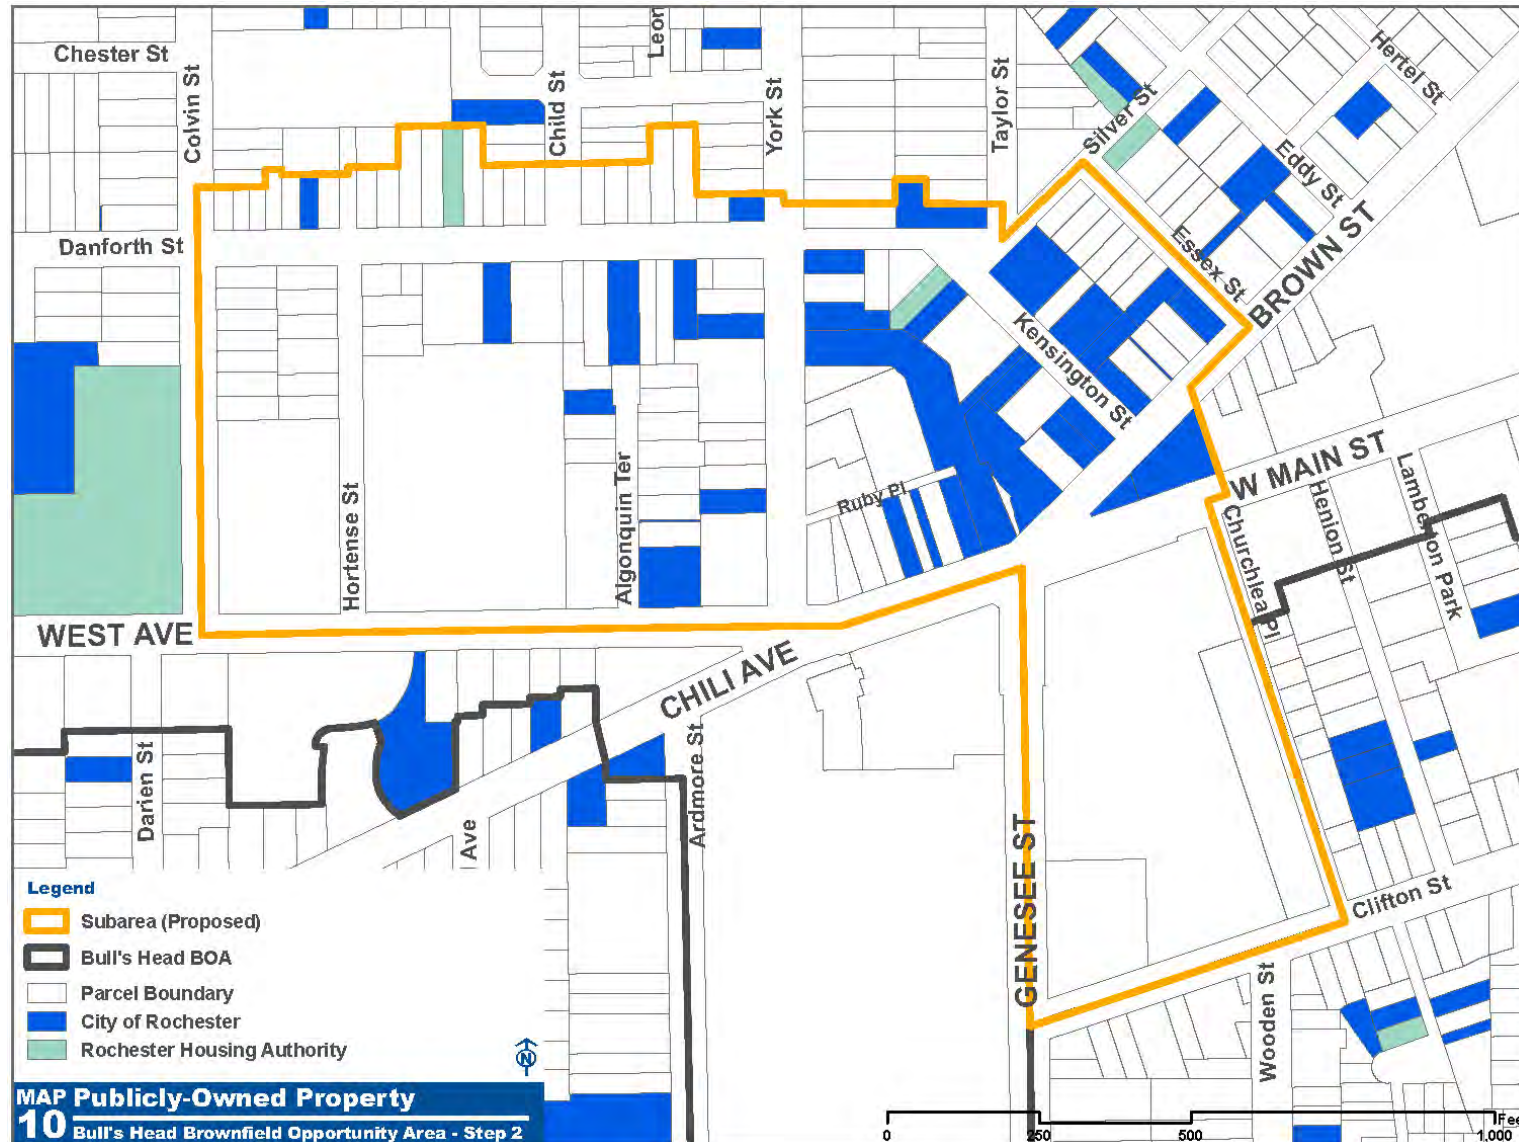 Chester St
Colvin St
Child St
Leon
York St
Taylor St
Silver St
Hertel St
Eddy St
Essex St
BROWN ST
Danforth St
Kensington St
Hortense St
Algonquin Ter
Ruby Pl
W MAIN ST
Churchlea Pl
Henion St
Lamberton Park
WEST AVE
CHILI AVE
Darien St
Ave
Ardmore St
GENESEE ST
Clifton St
Wooden St
Legend
Subarea (Proposed)
Bull's Head BOA
Parcel Boundary
City of Rochester
Rochester Housing Authority
N
MAP 10
Publicly-Owned Property
Bull's Head Brownfield Opportunity Area - Step 2
0 250 500 1,000
Fee